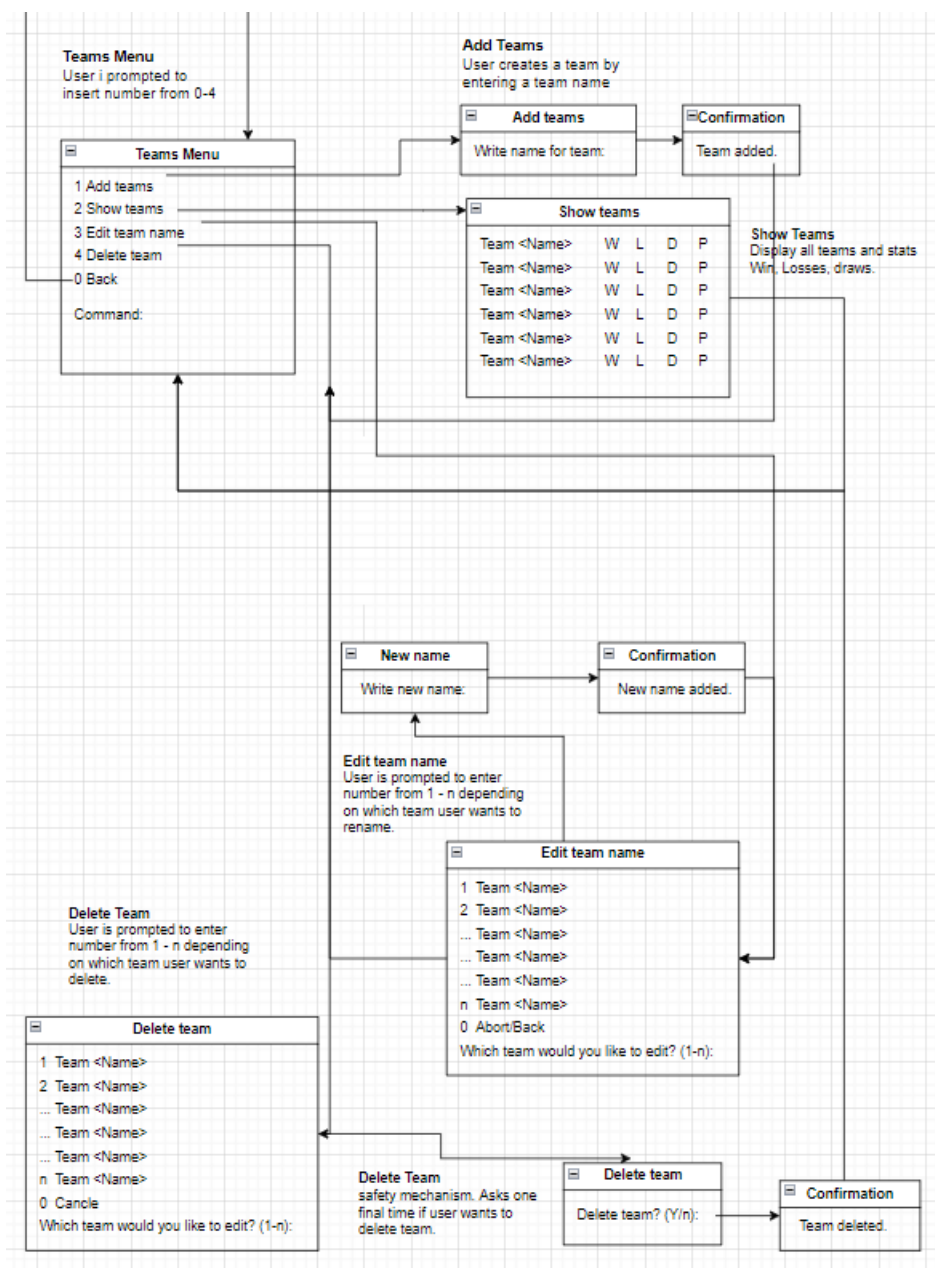 Teams Menu
User i prompted to
insert number from 0-4
Add Teams
User creates a team by
entering a team name
Add teams
Write name for team:
Confirmation
Team added.
Teams Menu
1 Add teams
2 Show teams
3 Edit team name
4 Delete team
0 Back
Command:
Show teams
Team <Name> W L D P
Team <Name> W L D P
Team <Name> W L D P
Team <Name> W L D P
Team <Name> W L D P
Team <Name> W L D P
Show Teams
Display all teams and stats
Win, Losses, draws.
New name
Write new name:
Confirmation
New name added.
Edit team name
User is prompted to enter
number from 1 - n depending
on which team user wants to
rename.
Edit team name
1 Team <Name>
2 Team <Name>
... Team <Name>
... Team <Name>
... Team <Name>
n Team <Name>
0 Abort/Back
Which team would you like to edit? (1-n):
Delete Team
User is prompted to enter
number from 1 - n depending
on which team user wants to
delete.
Delete team
1 Team <Name>
2 Team <Name>
... Team <Name>
... Team <Name>
... Team <Name>
n Team <Name>
0 Cancle
Which team would you like to edit? (1-n):
Delete Team
safety mechanism. Asks one
final time if user wants to
delete team.
Delete team
Delete team? (Y/n):
Confirmation
Team deleted.